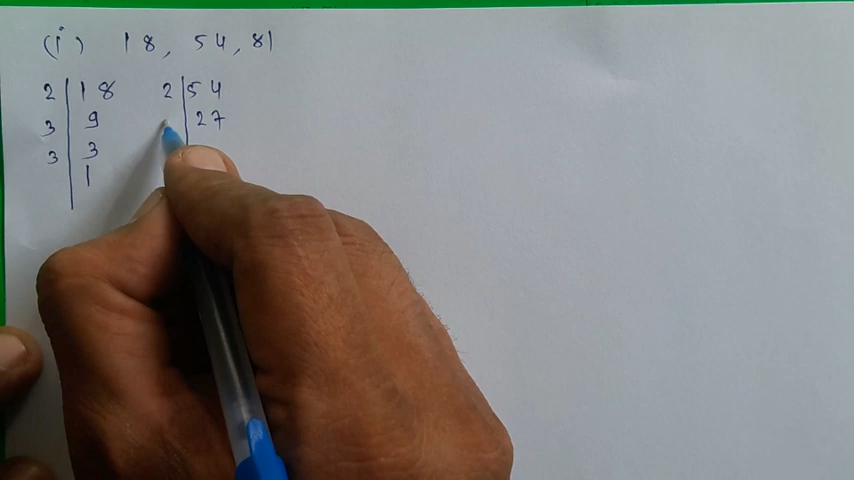 (i) 18, 54, 81
2 | 18 2 | 54
3 | 9 | 27
3 | 3
| 1